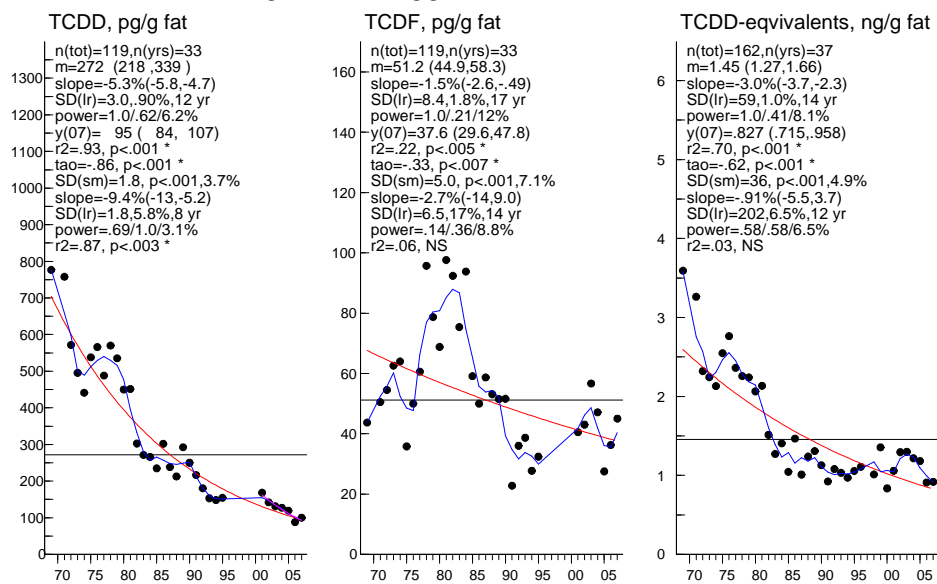 TCDD, pg/g fat
n(tot)=119,n(yrs)=33
m=272 (218 ,339 )
slope=-5.3%(-5.8,-4.7)
SD(lr)=3.0,.90%,12 yr
power=1.0/.62/6.2%
y(07)= 95 ( 84, 107)
r2=.93, p<.001 *
tao=-.86, p<.001 *
SD(sm)=1.8, p<.001,3.7%
slope=-9.4%(-13,-5.2)
SD(lr)=1.8,5.8%,8 yr
power=.69/1.0/3.1%
r2=.87, p<.003 *
1300
1200
1100
1000
900
800
700
600
500
400
300
200
100
0
70 75 80 85 90 95 00 05
TCDF, pg/g fat
n(tot)=119,n(yrs)=33
m=51.2 (44.9,58.3)
slope=-1.5%(-2.6,-.49)
SD(lr)=8.4,1.8%,17 yr
power=1.0/.21/12%
y(07)=37.6 (29.6,47.8)
r2=.22, p<.005 *
tao=-.33, p<.007 *
SD(sm)=5.0, p<.001,7.1%
slope=-2.7%(-14,9.0)
SD(lr)=6.5,17%,14 yr
power=.14/.36/8.8%
r2=.06, NS
160
140
120
100
80
60
40
20
0
70 75 80 85 90 95 00 05
TCDD-eqvivalents, ng/g fat
n(tot)=162,n(yrs)=37
m=1.45 (1.27,1.66)
slope=-3.0%(-3.7,-2.3)
SD(lr)=59,1.0%,14 yr
power=1.0/.41/8.1%
y(07)=.827 (.715,.958)
r2=.70, p<.001 *
tao=-.62, p<.001 *
SD(sm)=36, p<.001,4.9%
slope=-.91%(-5.5,3.7)
SD(lr)=202,6.5%,12 yr
power=.58/.58/6.5%
r2=.03, NS
6
5
4
3
2
1
0
70 75 80 85 90 95 00 05